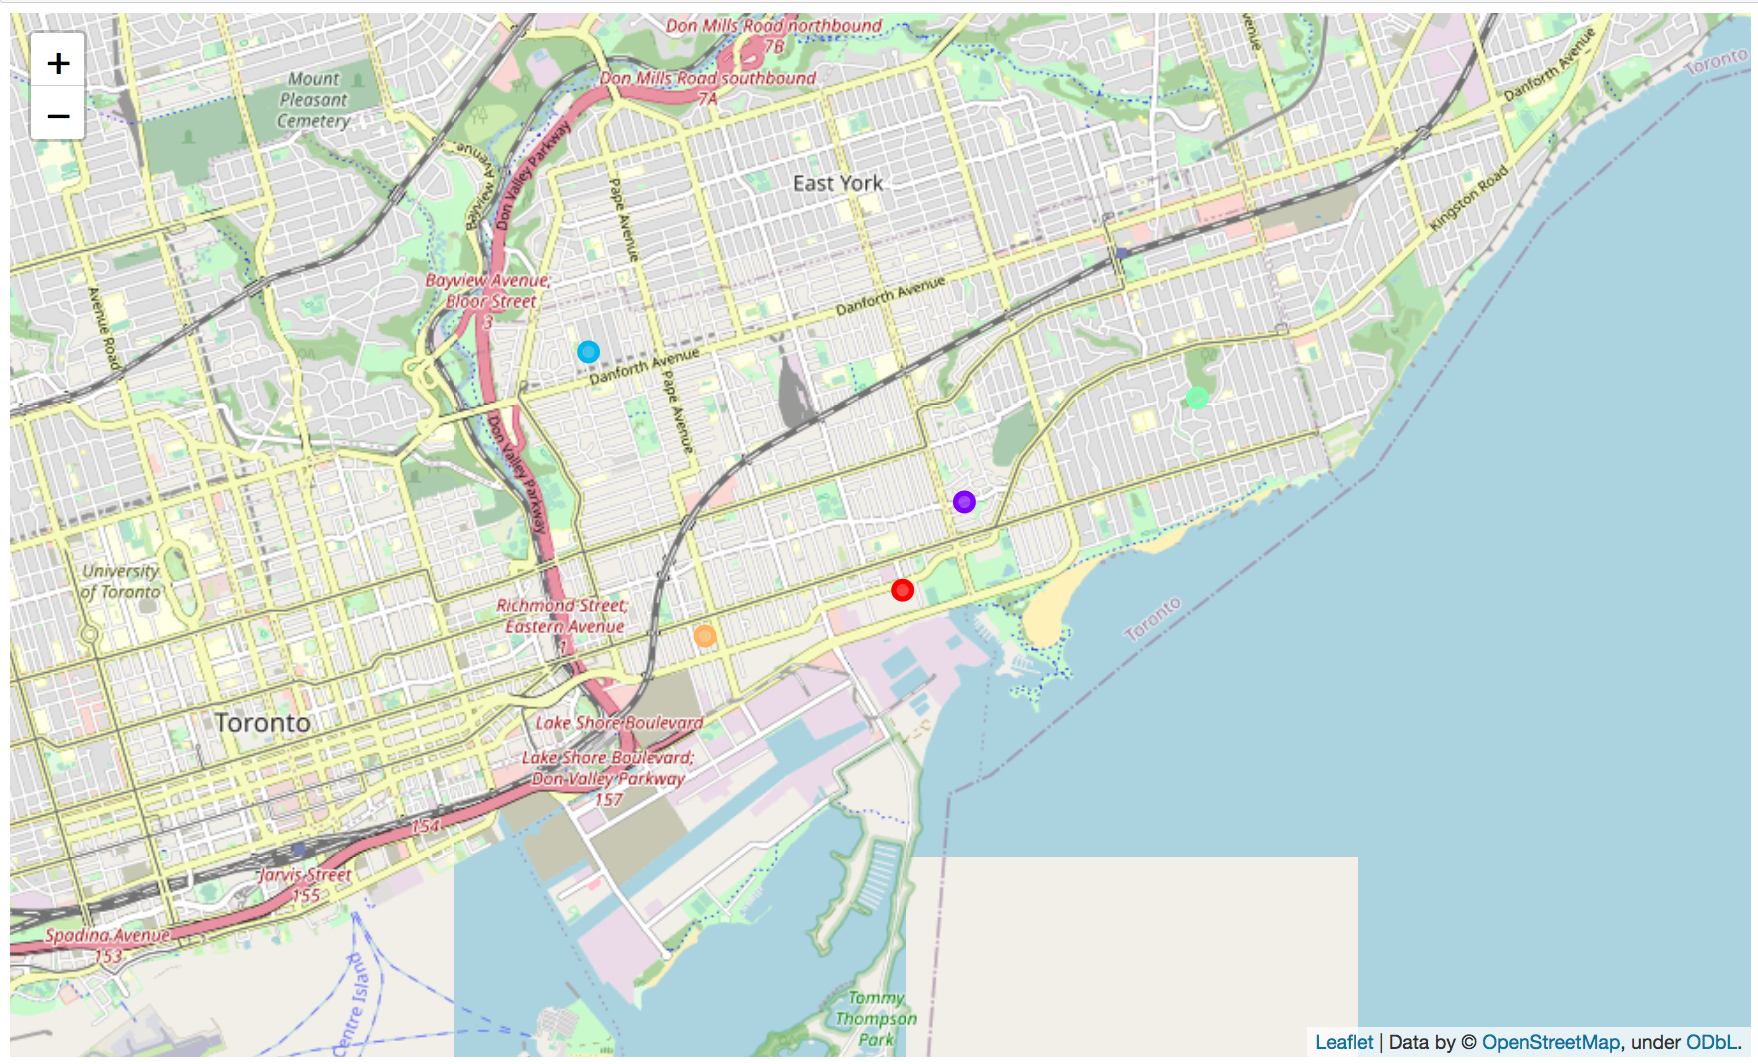 Don Mills Road northbound
7B
+
−
Don Mills Road southbound
7A
Mount
Pleasant
Cemetery
Toronto
Danforth Avenue
venue
Avenue
Bayview Avenue
Don Valley Parkway
Pape Avenue
East York
Kingston Road
Bayview Avenue;
Bloor Street
3
Avenue Road
Danforth Avenue
Danforth Avenue
Pape Avenue
Don Valley Parkway
University
of Toronto
Richmond Street;
Eastern Avenue
1
Toronto
Toronto
Lake Shore Boulevard
Lake Shore Boulevard;
Don Valley Parkway
157
154
Jarvis Street
155
Spadina Avenue
153
Centre Island
Tommy
Thompson
Park
Leaflet | Data by © OpenStreetMap, under ODbL.